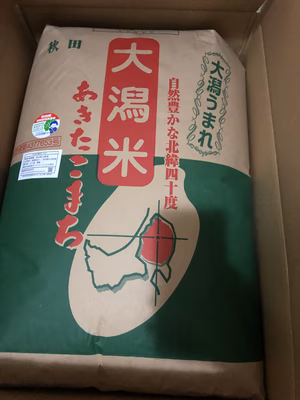 秋田
大潟うまれ
大潟米
自然豊かな北緯四十度
あきたこまち